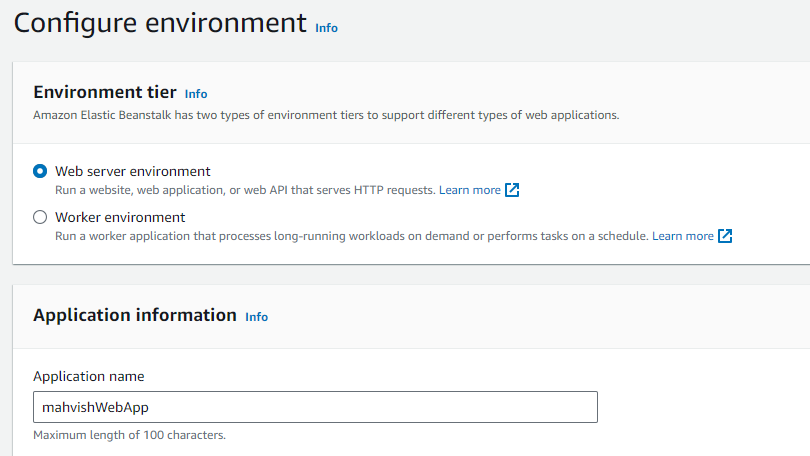 Configure environment Info
Environment tier Info
Amazon Elastic Beanstalk has two types of environment tiers to support different types of web applications.
Web server environment
Run a website, web application, or web API that serves HTTP requests. Learn more
Worker environment
Run a worker application that processes long-running workloads on demand or performs tasks on a schedule. Learn more
Application information Info
Application name
mahvishWebApp
Maximum length of 100 characters.